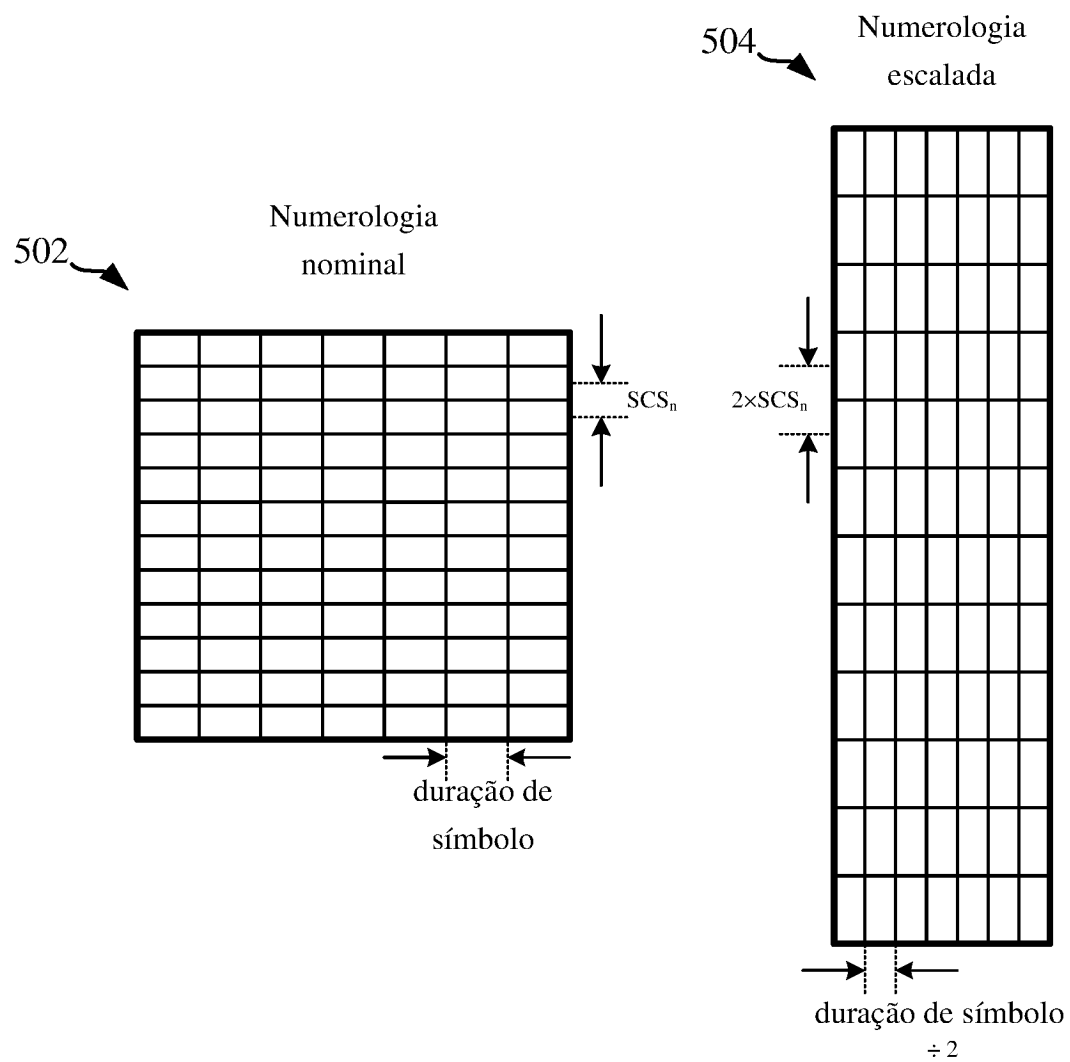 502
Numerologia
nominal
SCSₙ
duração de
símbolo
504
Numerologia
escalada
2×SCSₙ
duração de símbolo
÷ 2